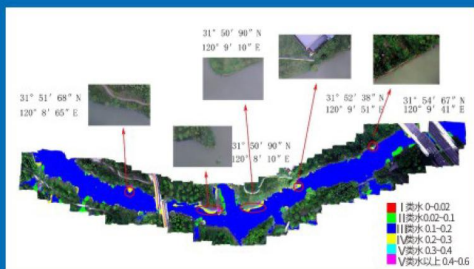 31° 50' 90" N
120° 9' 10" E
31° 51' 68" N
120° 8' 65" E
31° 52' 38" N
120° 9' 51" E
31° 54' 67" N
120° 9' 41" E
31° 50' 90" N
120° 8' 10" E
I类水 0-0.02
II类水0.02-0.1
III类水 0.1-0.2
IV类水 0.2-0.3
V类水 0.3-0.4
V类水以上 0.4-0.6